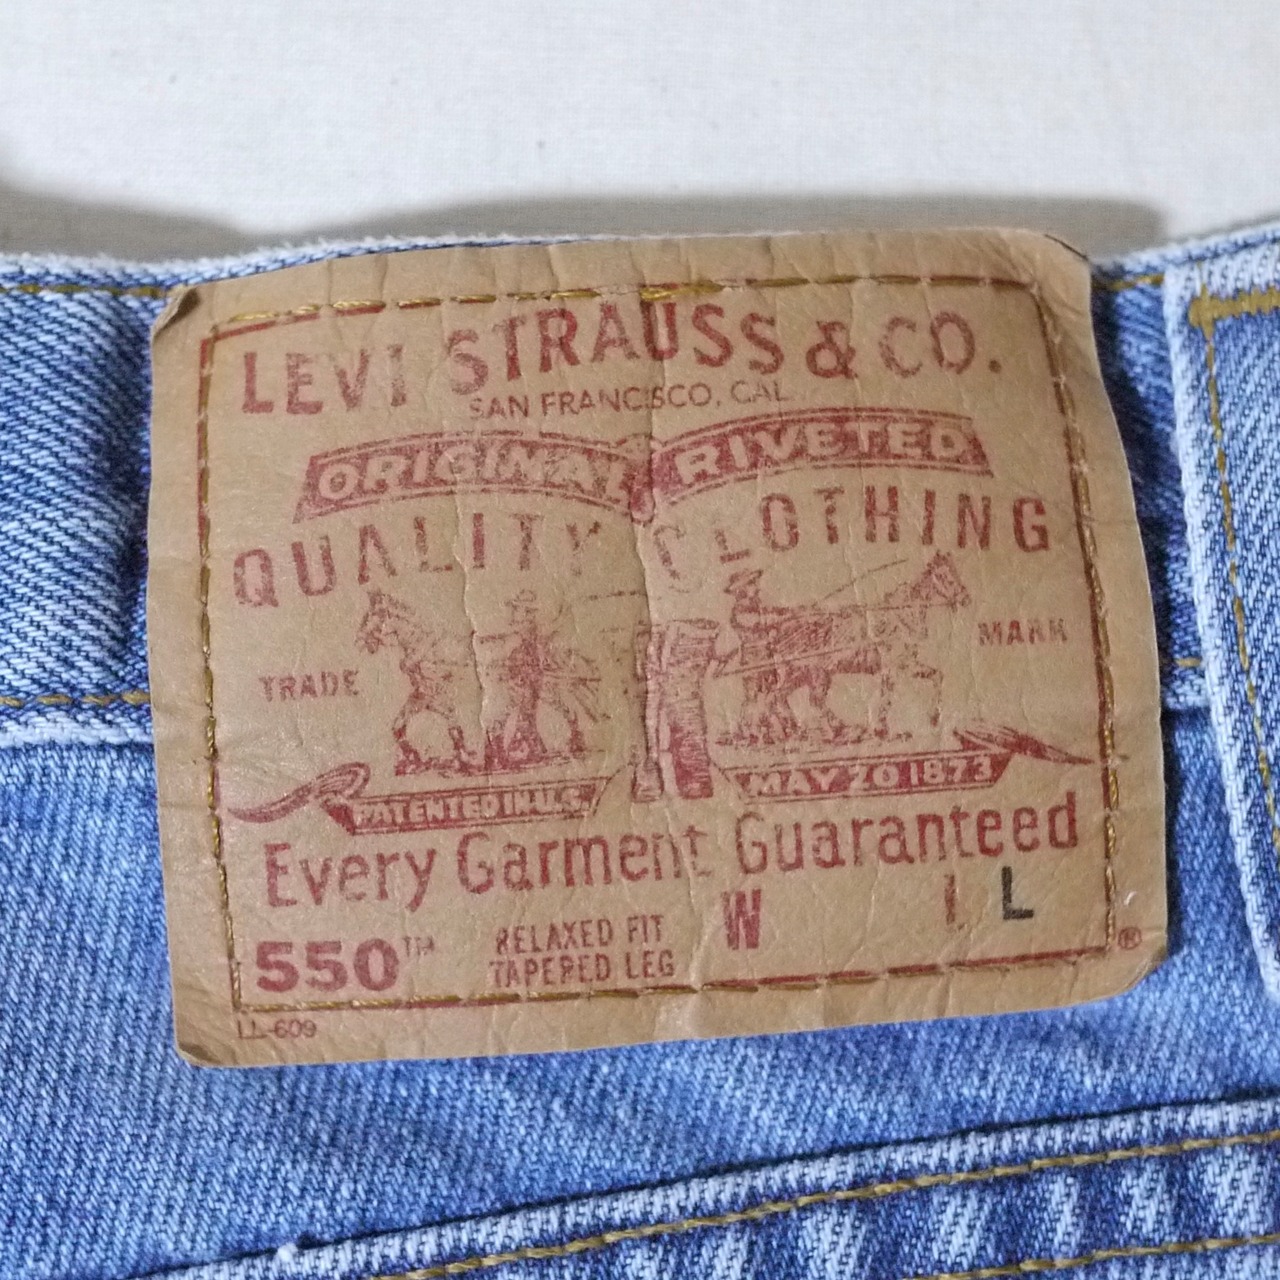 LEVI STRAUSS & CO.
SAN FRANCISCO, CAL
ORIGINAL RIVETED
QUALITY CLOTHING
TRADE MARK
PATENTED IN U.S. MAY 20 1873
Every Garment Guaranteed
550™ RELAXED FIT W L L
TAPERED LEG ®
LL-609